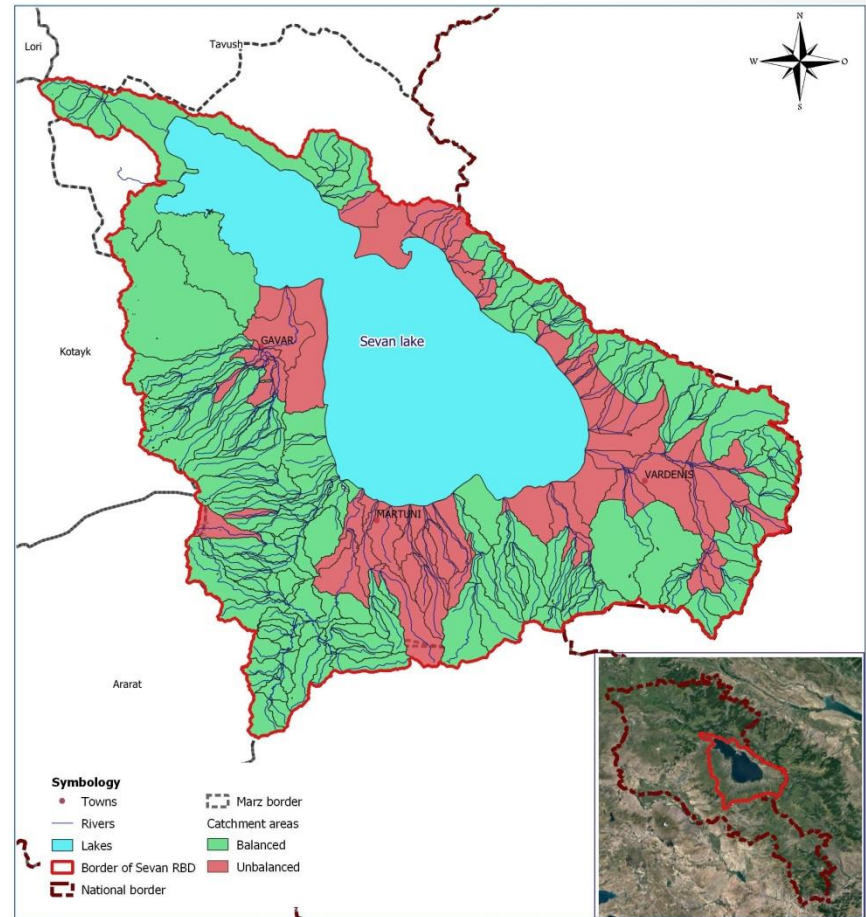 Lori
Tavush
N
W
O
S
Kotayk
GAVAR
Sevan lake
VARDENIS
MARTUNI
Ararat
Symbology
Towns
Rivers
Lakes
Border of Sevan RBD
National border
Marz border
Catchment areas
Balanced
Unbalanced